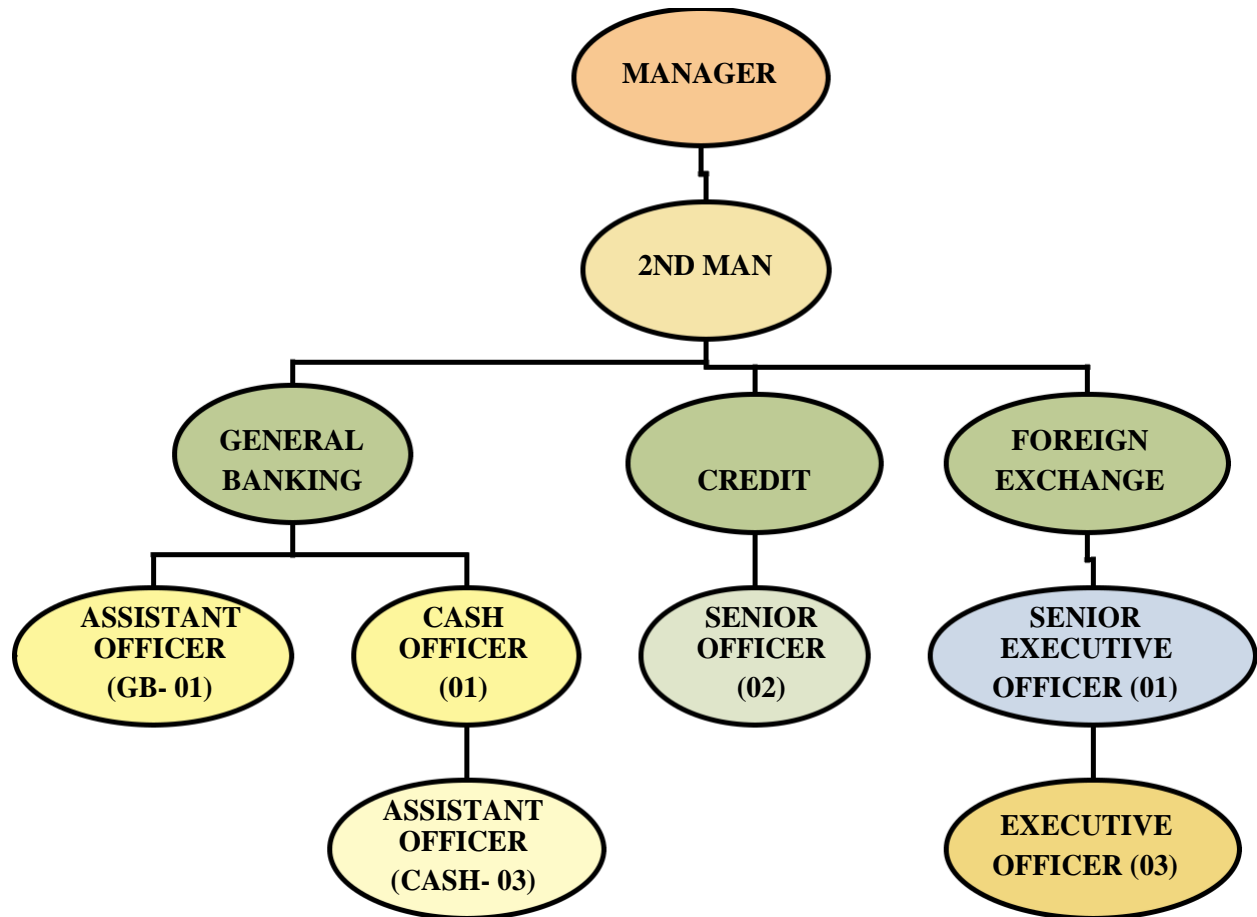 MANAGER
2ND MAN
GENERAL
BANKING
CREDIT
FOREIGN
EXCHANGE
ASSISTANT
OFFICER
(GB- 01)
CASH
OFFICER
(01)
SENIOR
OFFICER
(02)
SENIOR
EXECUTIVE
OFFICER (01)
ASSISTANT
OFFICER
(CASH- 03)
EXECUTIVE
OFFICER (03)